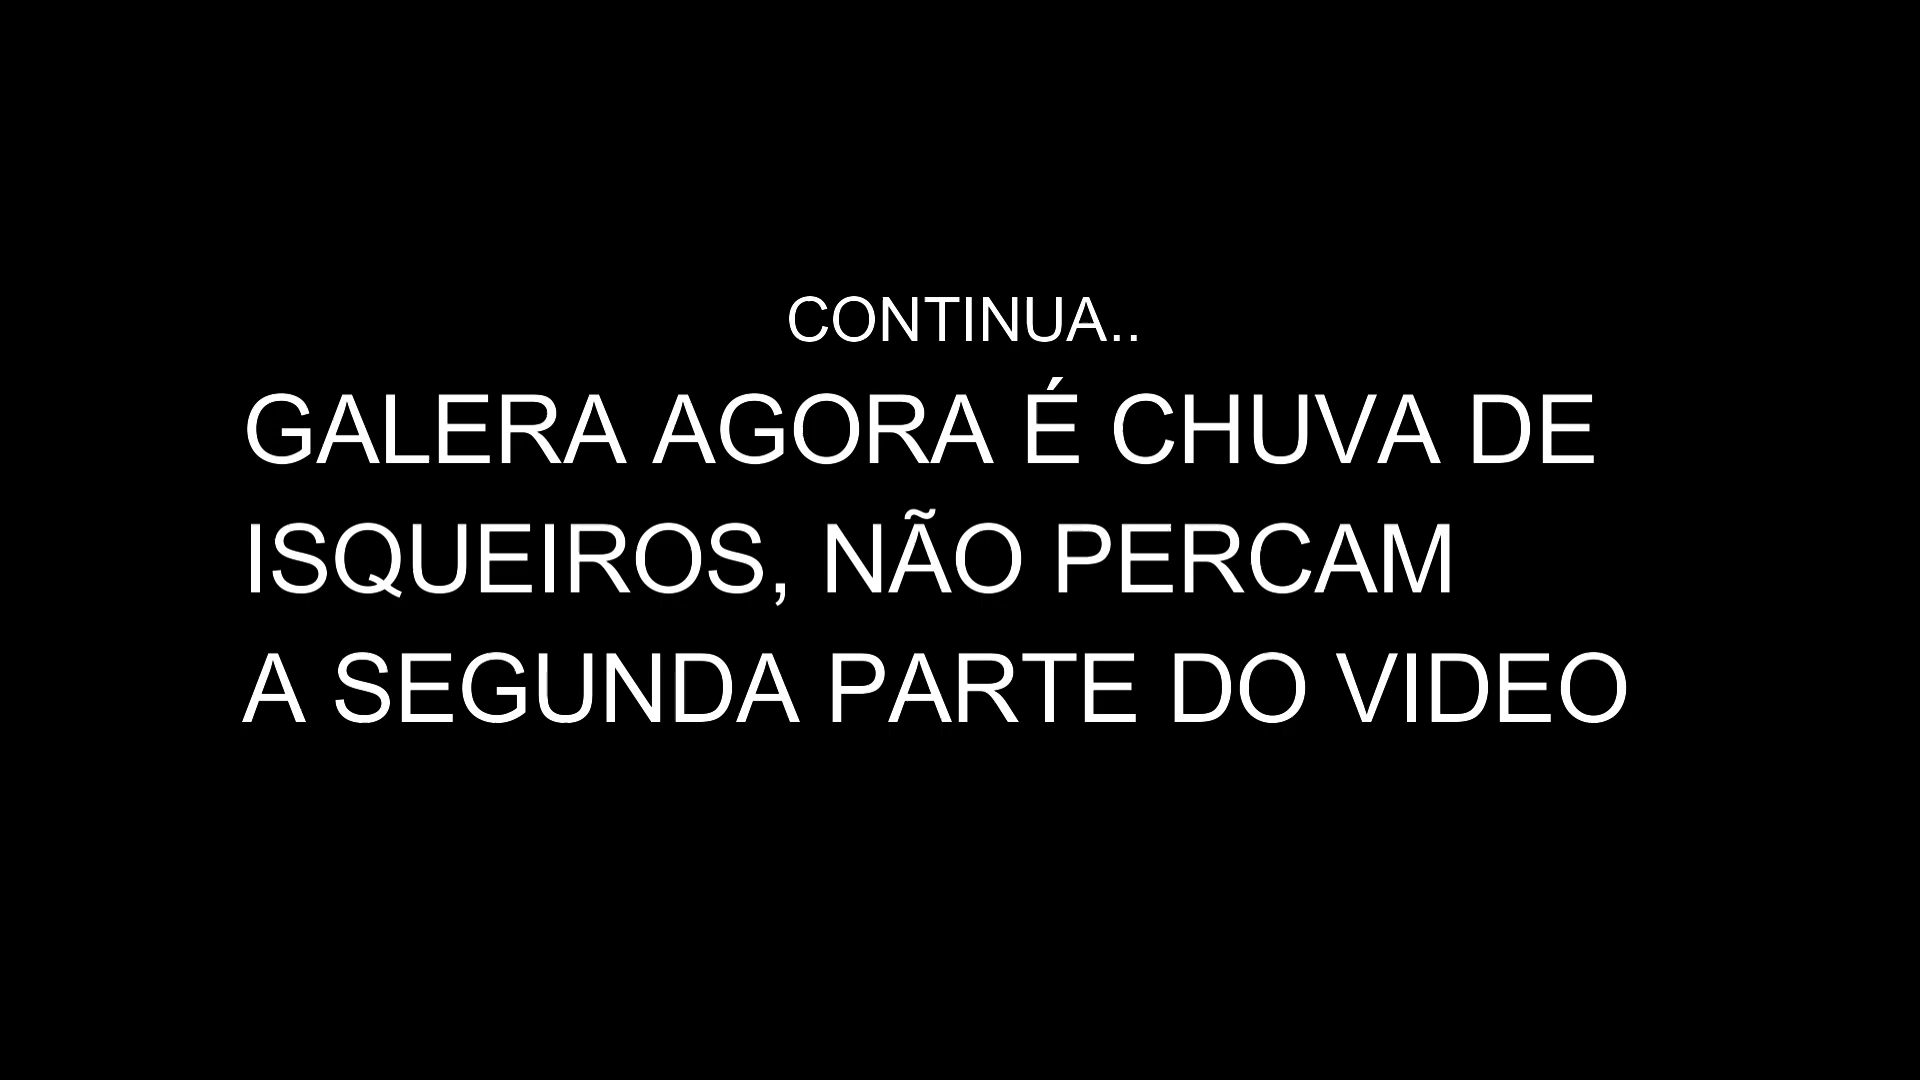 CONTINUA..
GALERA AGORA É CHUVA DE
ISQUEIROS, NÃO PERCAM
A SEGUNDA PARTE DO VIDEO